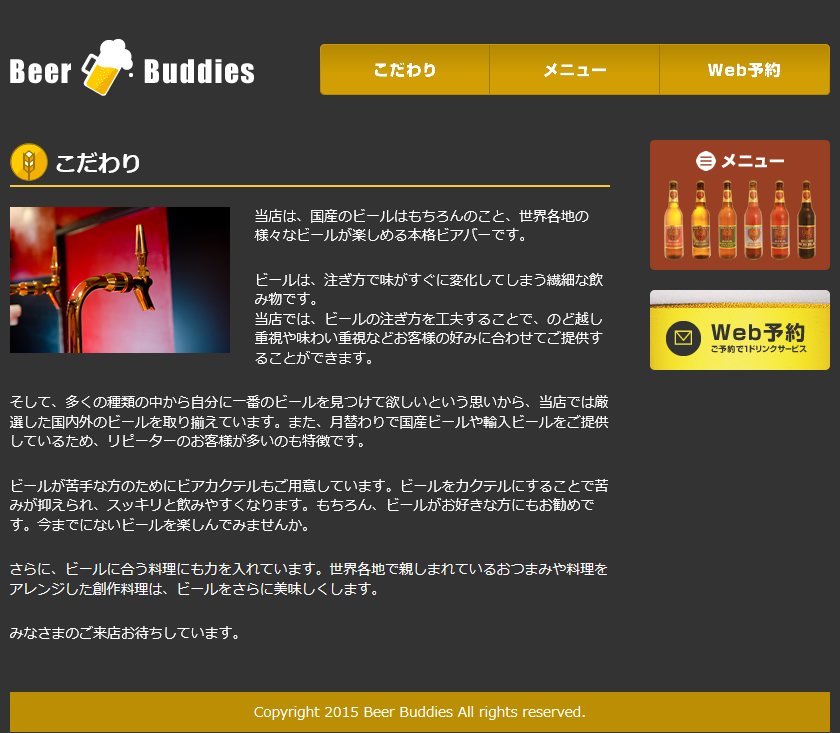 Beer Buddies
こだわり メニュー Web予約
こだわり
メニュー
当店は、国産のビールはもちろんのこと、世界各地の
様々なビールが楽しめる本格ビアバーです。
ビールは、注ぎ方で味がすぐに変化してしまう繊細な飲
み物です。
当店では、ビールの注ぎ方を工夫することで、のど越し
重視や味わい重視などお客様の好みに合わせてご提供す
ることができます。
Web予約
ご予約で1ドリンクサービス
そして、多くの種類の中から自分に一番のビールを見つけて欲しいという思いから、当店では厳
選した国内外のビールを取り揃えています。また、月替わりで国産ビールや輸入ビールをご提供
しているため、リピーターのお客様が多いのも特徴です。
ビールが苦手な方のためにビアカクテルもご用意しています。ビールをカクテルにすることで苦
みが抑えられ、スッキリと飲みやすくなります。もちろん、ビールがお好きな方にもお勧めで
す。今までにないビールを楽しんでみませんか。
さらに、ビールに合う料理にも力を入れています。世界各地で親しまれているおつまみや料理を
アレンジした創作料理は、ビールをさらに美味しくします。
みなさまのご来店お待ちしています。
Copyright 2015 Beer Buddies All rights reserved.